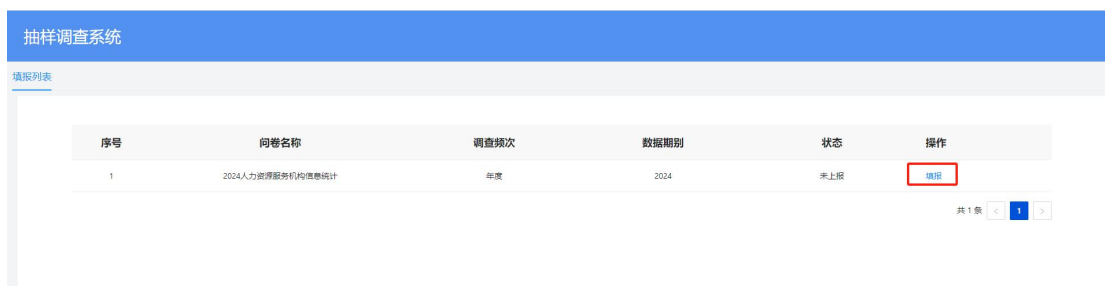 抽样调查系统
填报列表
序号 问卷名称 调查频次 数据期别 状态 操作
1 2024人力资源服务机构信息统计 年度 2024 未上报 填报
共 1 条 < 1 >